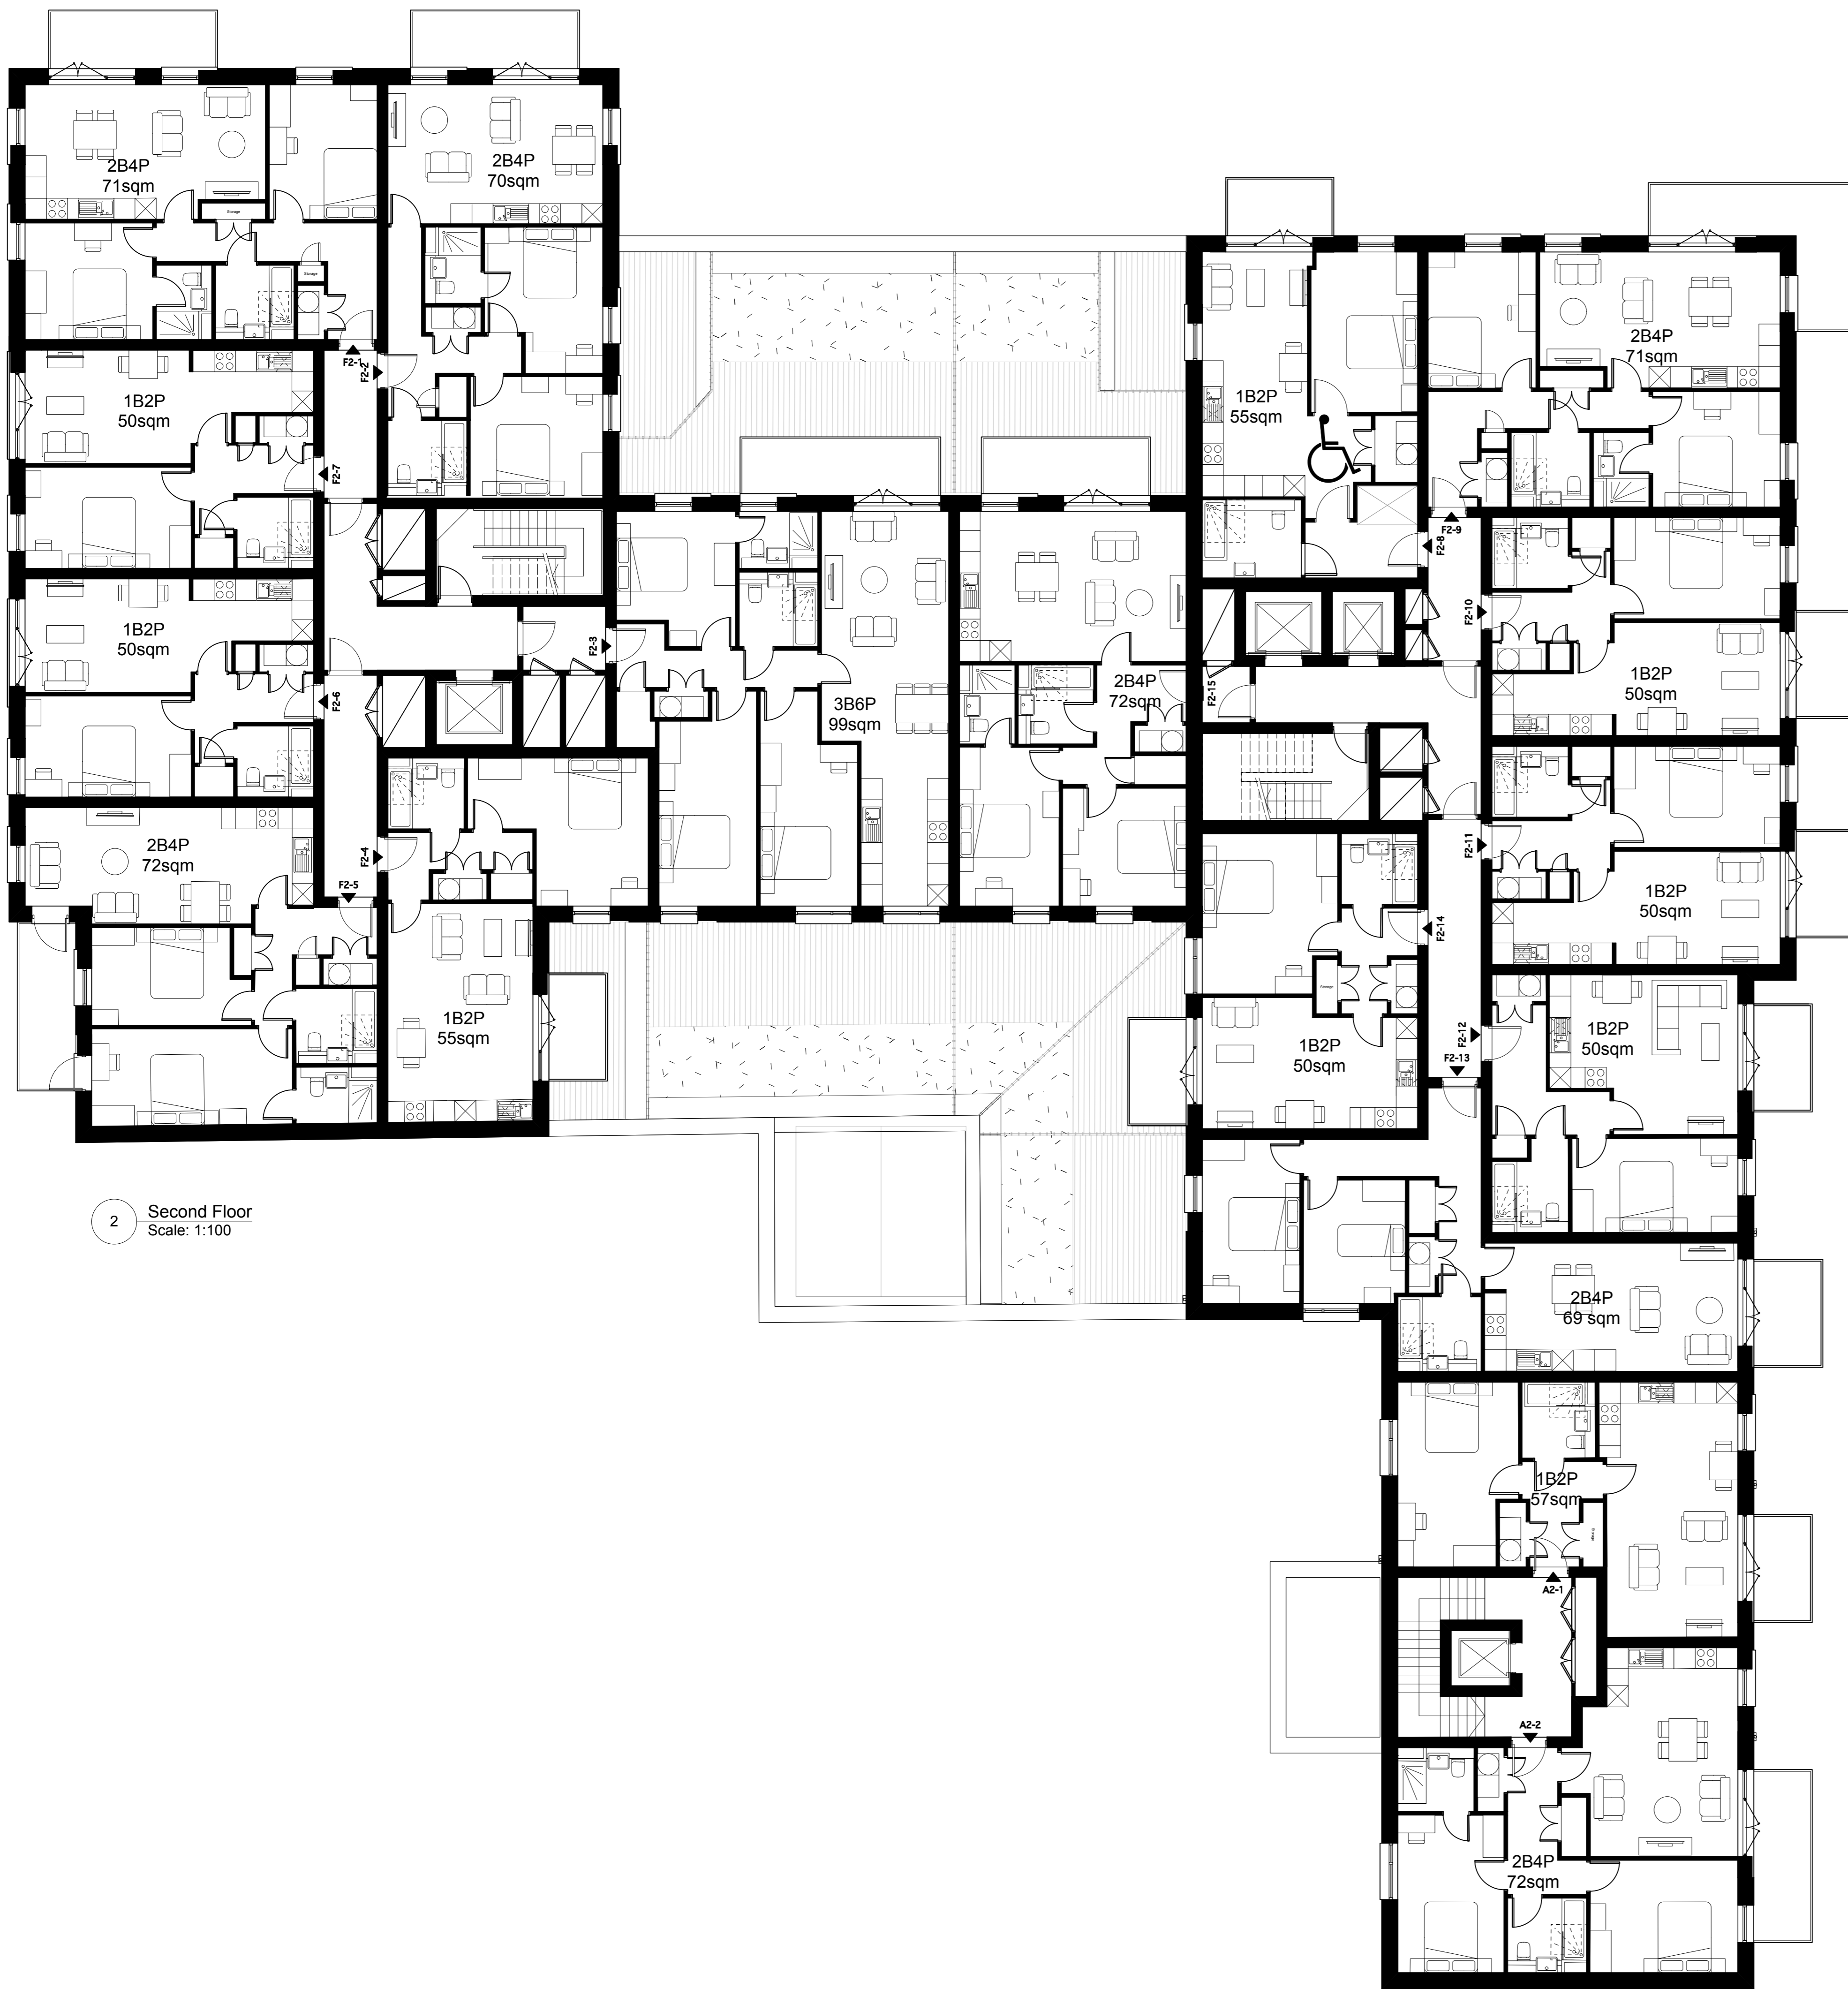 2B4P
71sqm
Storage
Storage
2B4P
70sqm
F2-1
F2-2
1B2P
50sqm
F2-7
1B2P
50sqm
F2-6
F2-3
2B4P
72sqm
F2-4
F2-5
1B2P
55sqm
3B6P
99sqm
2B4P
72sqm
F2-15
1B2P
55sqm
F2-8
F2-9
2B4P
71sqm
F2-10
1B2P
50sqm
F2-11
1B2P
50sqm
F2-14
Storage
1B2P
50sqm
F2-12
F2-13
1B2P
50sqm
2B4P
69 sqm
1B2P
57sqm
Storage
A2-1
A2-2
2B4P
72sqm
2
Second Floor
Scale: 1:100